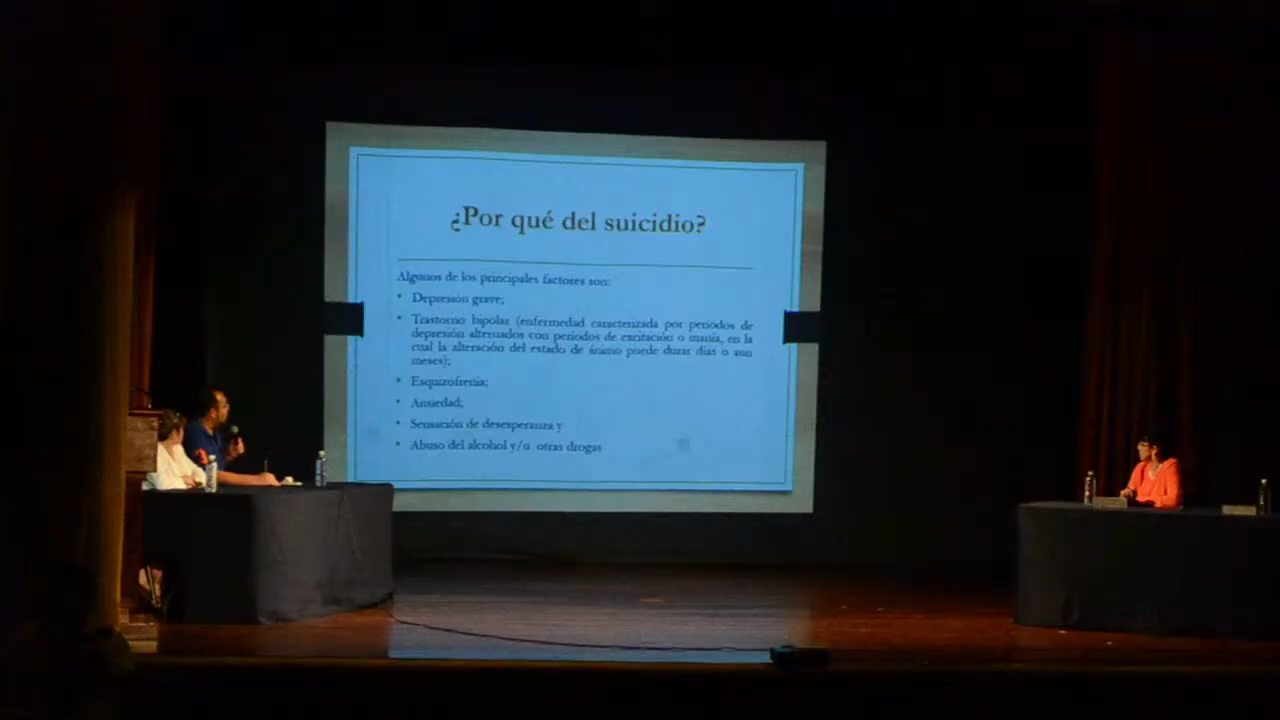 ¿Por qué del suicidio?
Algunos de los principales factores son:
• Depresión grave;
• Trastorno bipolar (enfermedad caracterizada por periodos de
depresión alternados con periodos de excitación o manía, en la
cual la alteración del estado de ánimo puede durar días o aun
meses);
• Esquizofrenia;
• Ansiedad;
• Sensación de desesperanza y
• Abuso del alcohol y/u otras drogas